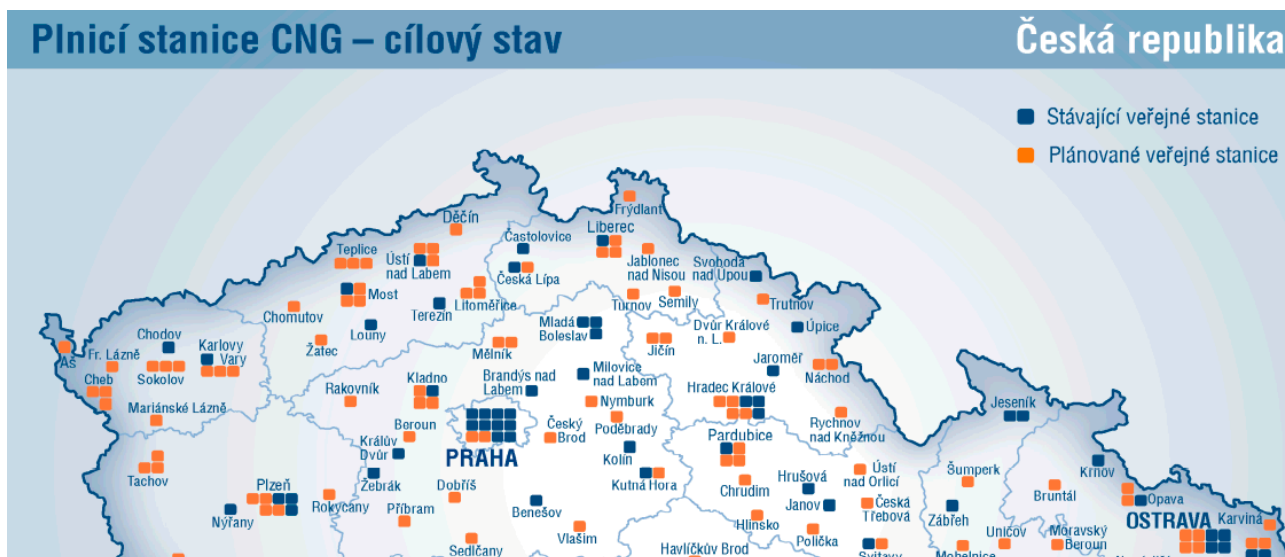 Plnicí stanice CNG – cílový stav
Česká republika
Stávající veřejné stanice
Plánované veřejné stanice
Frýdlant
Děčín
Liberec
Častolovice
Teplice
Ústí
nad Labem
Jablonec
nad Nisou
Svoboda
nad Úpou
Česká Lípa
Most
Litoměřice
Turnov
Semily
Trutnov
Chomutov
Terezín
Chodov
Louny
Mladá
Boleslav
Úpice
Karlovy
Vary
Dvůr Králové
n. L.
Aš
Fr. Lázně
Žatec
Mělník
Jičín
Jaroměř
Sokolov
Cheb
Rakovník
Kladno
Brandýs nad
Labem
Milovice
nad Labem
Hradec Králové
Náchod
Mariánské Lázně
Nymburk
Jeseník
Beroun
Český
Brod
Poděbrady
Rychnov
nad Kněžnou
Králův
Dvůr
PRAHA
Pardubice
Kolín
Tachov
Žebrák
Kutná Hora
Hrušová
Ústí
nad Orlicí
Šumperk
Krnov
Plzeň
Dobříš
Chrudim
Bruntál
Opava
Nýřany
Rokycany
Příbram
Benešov
Janov
Česká
Třebová
Zábřeh
Hlinsko
OSTRAVA
Karviná
Vlašim
Polička
Uničov
Moravský
Beroun
Sedlčany
Havlíčkův Brod
Svitavy
Mohelnice